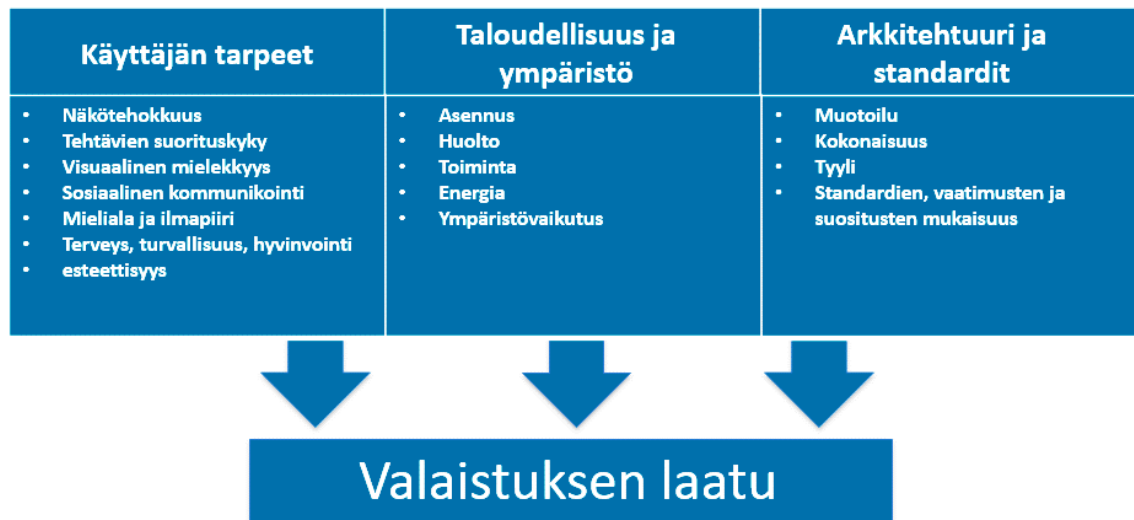 Käyttäjän tarpeet
• Näkötehokkuus
• Tehtävien suorituskyky
• Visuaalinen mielekkyys
• Sosiaalinen kommunikointi
• Mieliala ja ilmapiiri
• Terveys, turvallisuus, hyvinvointi
• esteettisyys
Taloudellisuus ja
ympäristö
• Asennus
• Huolto
• Toiminta
• Energia
• Ympäristövaikutus
Arkkitehtuuri ja
standardit
• Muotoilu
• Kokonaisuus
• Tyyli
• Standardien, vaatimusten ja
suositusten mukaisuus
Valaistuksen laatu